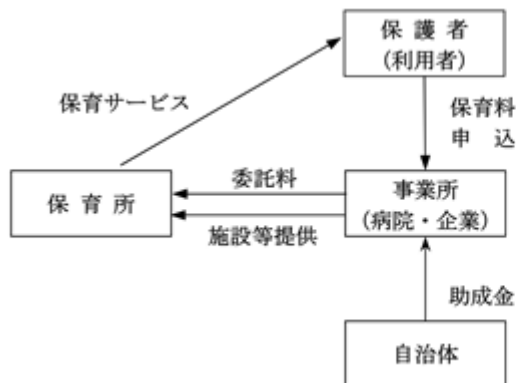 保護者
(利用者)
保育サービス
保育料
申込
委託料
保育所
事業所
(病院・企業)
施設等提供
助成金
自治体